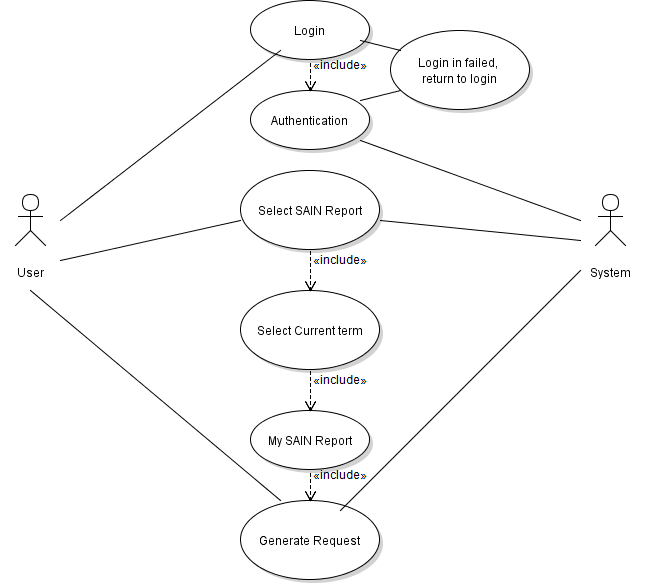 Login
«include»
Login in failed,
return to login
Authentication
Select SAIN Report
«include»
User
System
Select Current term
«include»
My SAIN Report
«include»
Generate Request